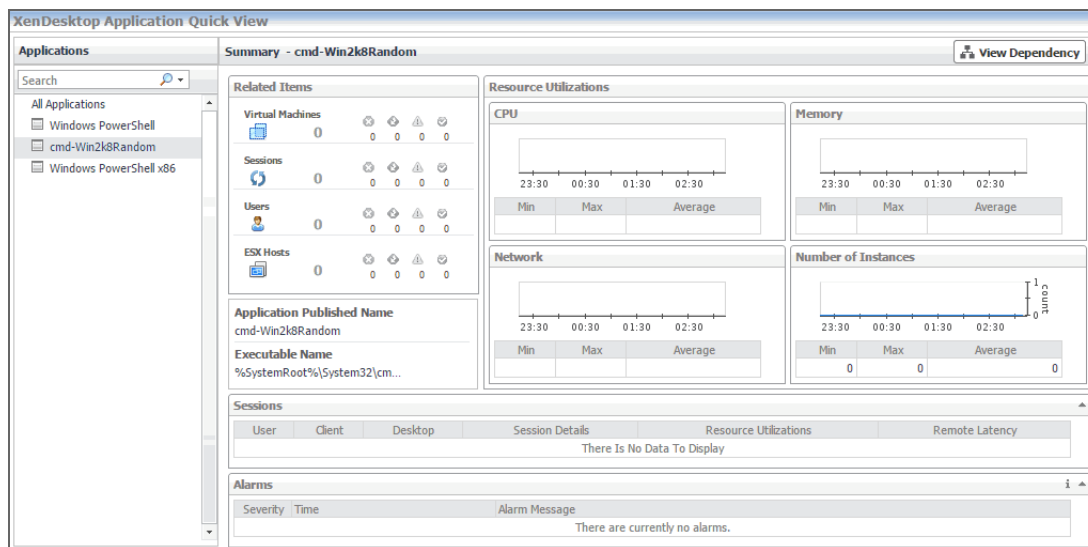 XenDesktop Application Quick View
Applications
Search
All Applications
Windows PowerShell
cmd-Win2k8Random
Windows PowerShell x86
Summary - cmd-Win2k8Random
View Dependency
Related Items
Virtual Machines
0
0 0 0 0
Sessions
0
0 0 0 0
Users
0
0 0 0 0
ESX Hosts
0
0 0 0 0
Application Published Name
cmd-Win2k8Random
Executable Name
%SystemRoot%\System32\cm...
Resource Utilizations
CPU
23:30 00:30 01:30 02:30
Min Max Average
Memory
23:30 00:30 01:30 02:30
Min Max Average
Network
23:30 00:30 01:30 02:30
Min Max Average
Number of Instances
1
count
0
23:30 00:30 01:30 02:30
Min Max Average
0 0 0
Sessions
User Client Desktop Session Details Resource Utilizations Remote Latency
There Is No Data To Display
Alarms
i
Severity Time Alarm Message
There are currently no alarms.